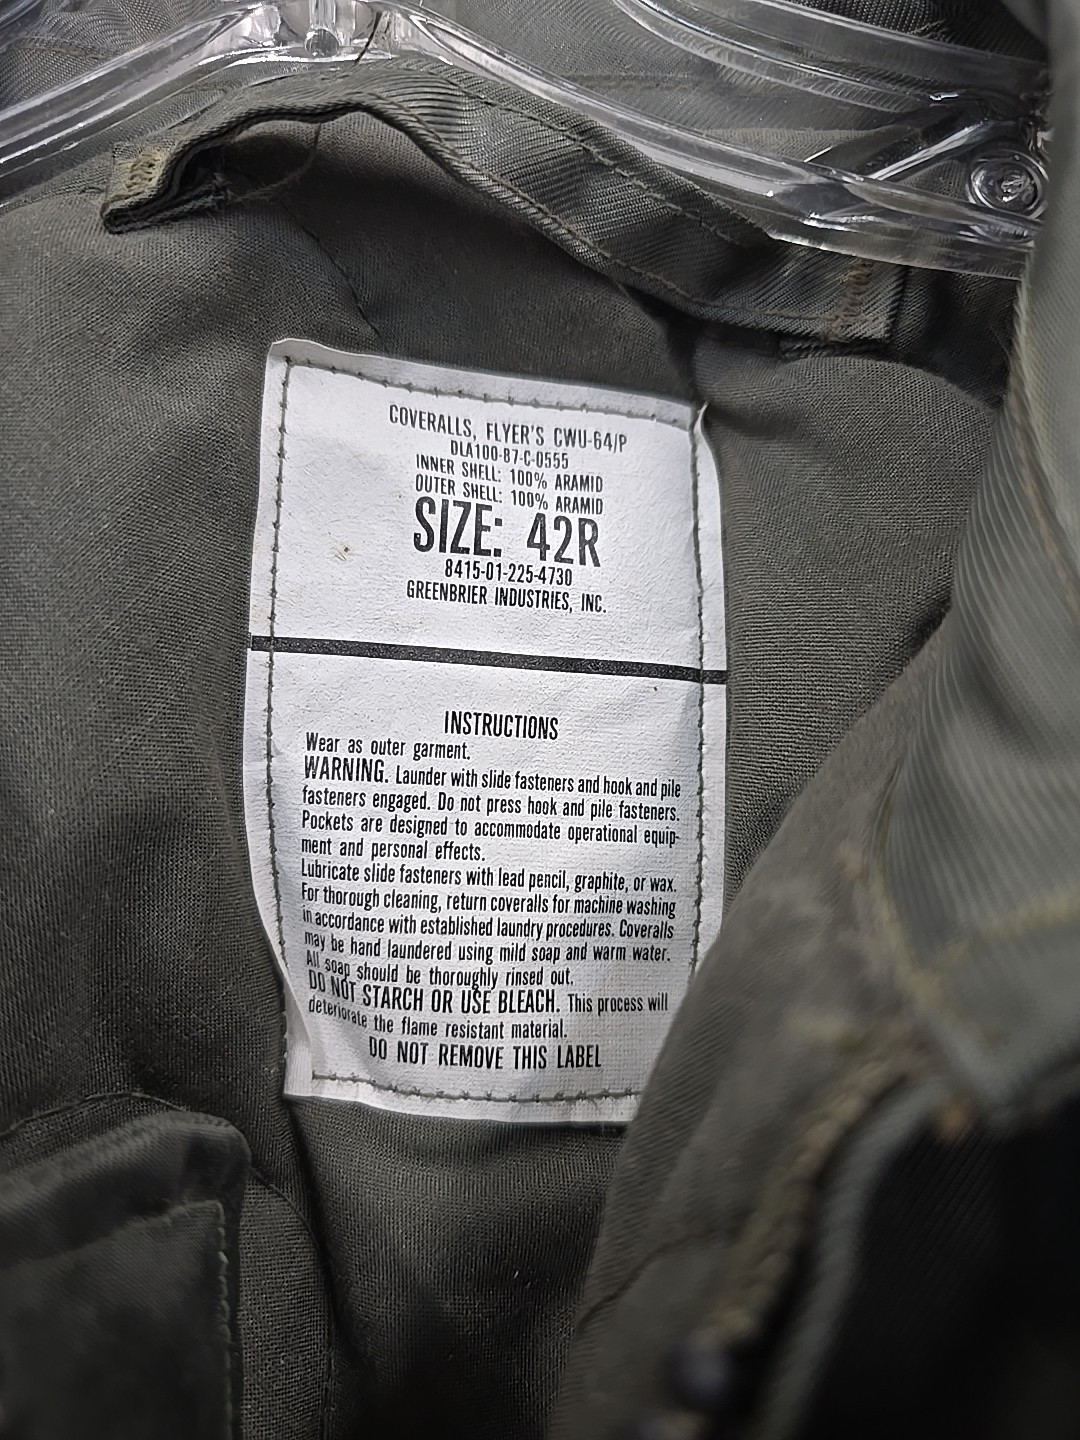 COVERALLS, FLYER'S CWU-64/P
DLA100-87-C-0555
INNER SHELL: 100% ARAMID
OUTER SHELL: 100% ARAMID
SIZE: 42R
8415-01-225-4730
GREENBRIER INDUSTRIES, INC.
INSTRUCTIONS
Wear as outer garment.
WARNING. Launder with slide fasteners and hook and pile
fasteners engaged. Do not press hook and pile fasteners.
Pockets are designed to accommodate operational equip-
ment and personal effects.
Lubricate slide fasteners with lead pencil, graphite, or wax.
For thorough cleaning, return coveralls for machine washing
in accordance with established laundry procedures. Coveralls
may be hand laundered using mild soap and warm water.
All soap should be thoroughly rinsed out.
DO NOT STARCH OR USE BLEACH. This process will
deteriorate the flame resistant material.
DO NOT REMOVE THIS LABEL